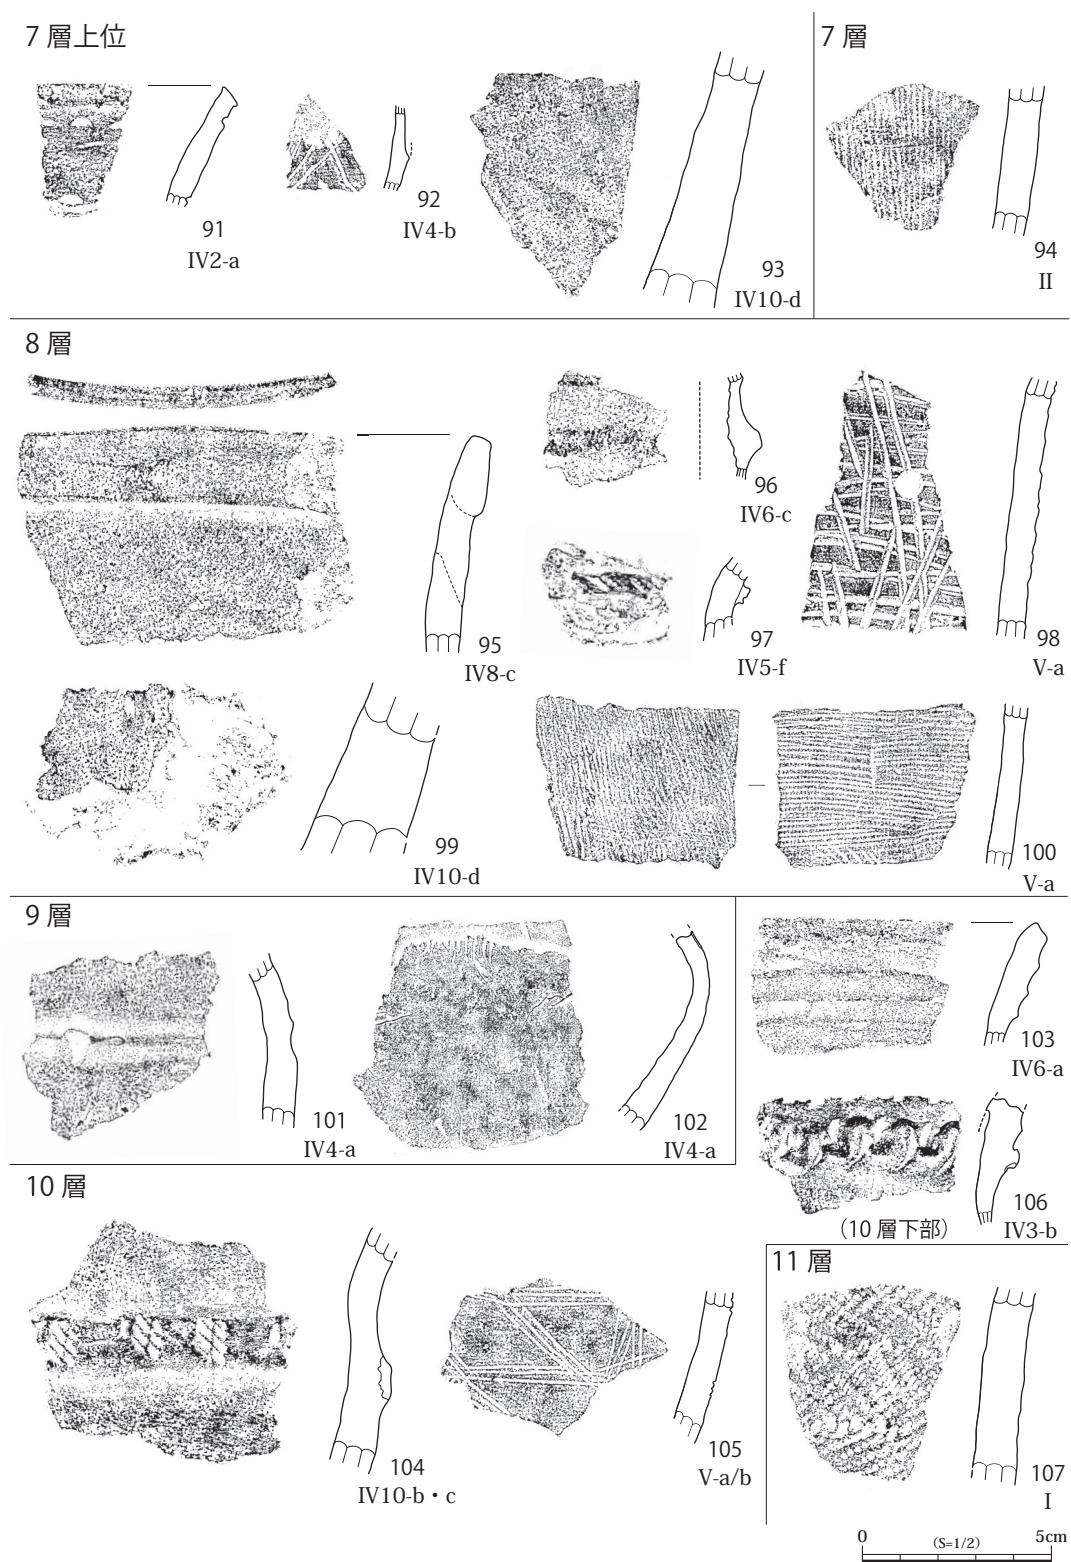 7 層上位
91
IV2-a
92
IV4-b
93
IV10-d
7 層
94
II
8 層
95
IV8-c
96
IV6-c
97
IV5-f
98
V-a
99
IV10-d
100
V-a
9 層
101
IV4-a
102
IV4-a
103
IV6-a
106
（10 層下部） IV3-b
10 層
104
IV10-b・c
105
V-a/b
11 層
107
I
0 (S=1/2) 5cm